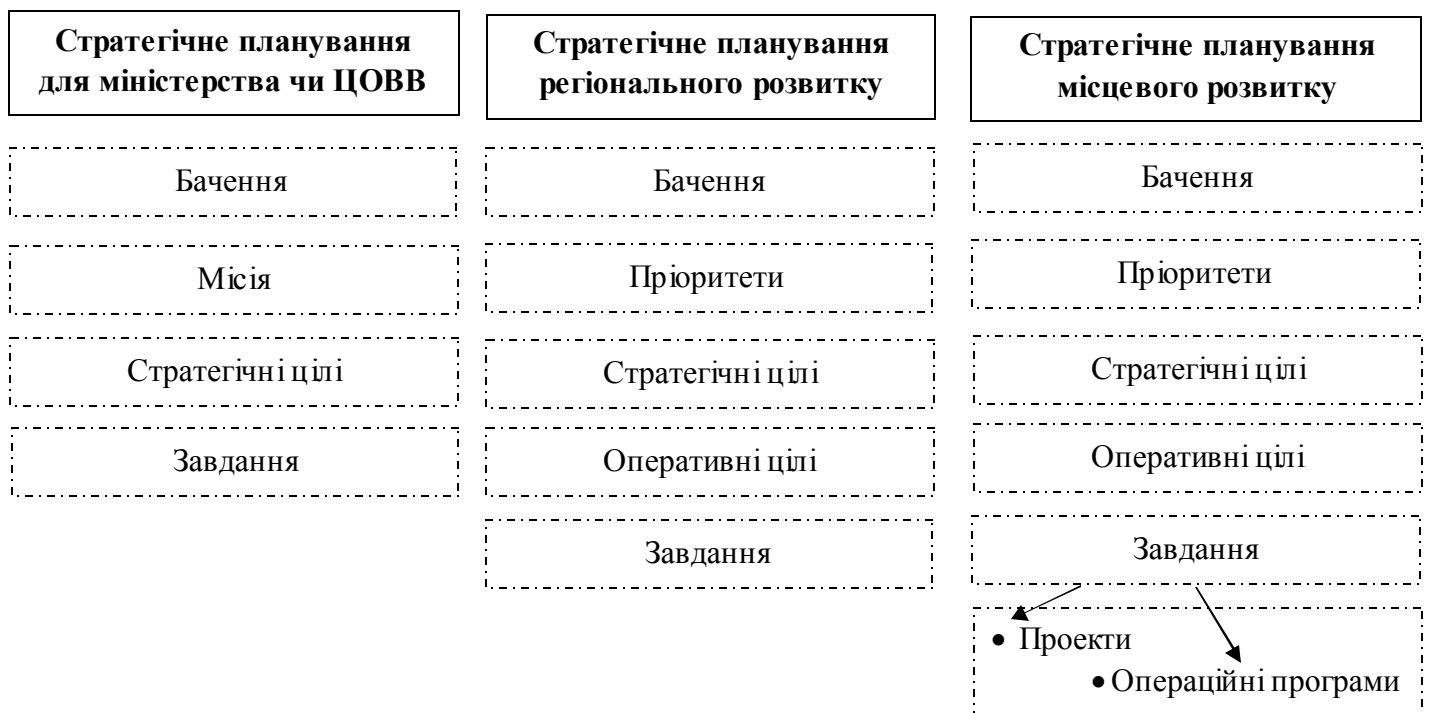 Стратегічне планування
для міністерства чи ЦОВВ
Бачення
Місія
Стратегічні цілі
Завдання
Стратегічне планування
регіонального розвитку
Бачення
Пріоритети
Стратегічні цілі
Оперативні цілі
Завдання
Стратегічне планування
місцевого розвитку
Бачення
Пріоритети
Стратегічні цілі
Оперативні цілі
Завдання
• Проекти
• Операційні програми